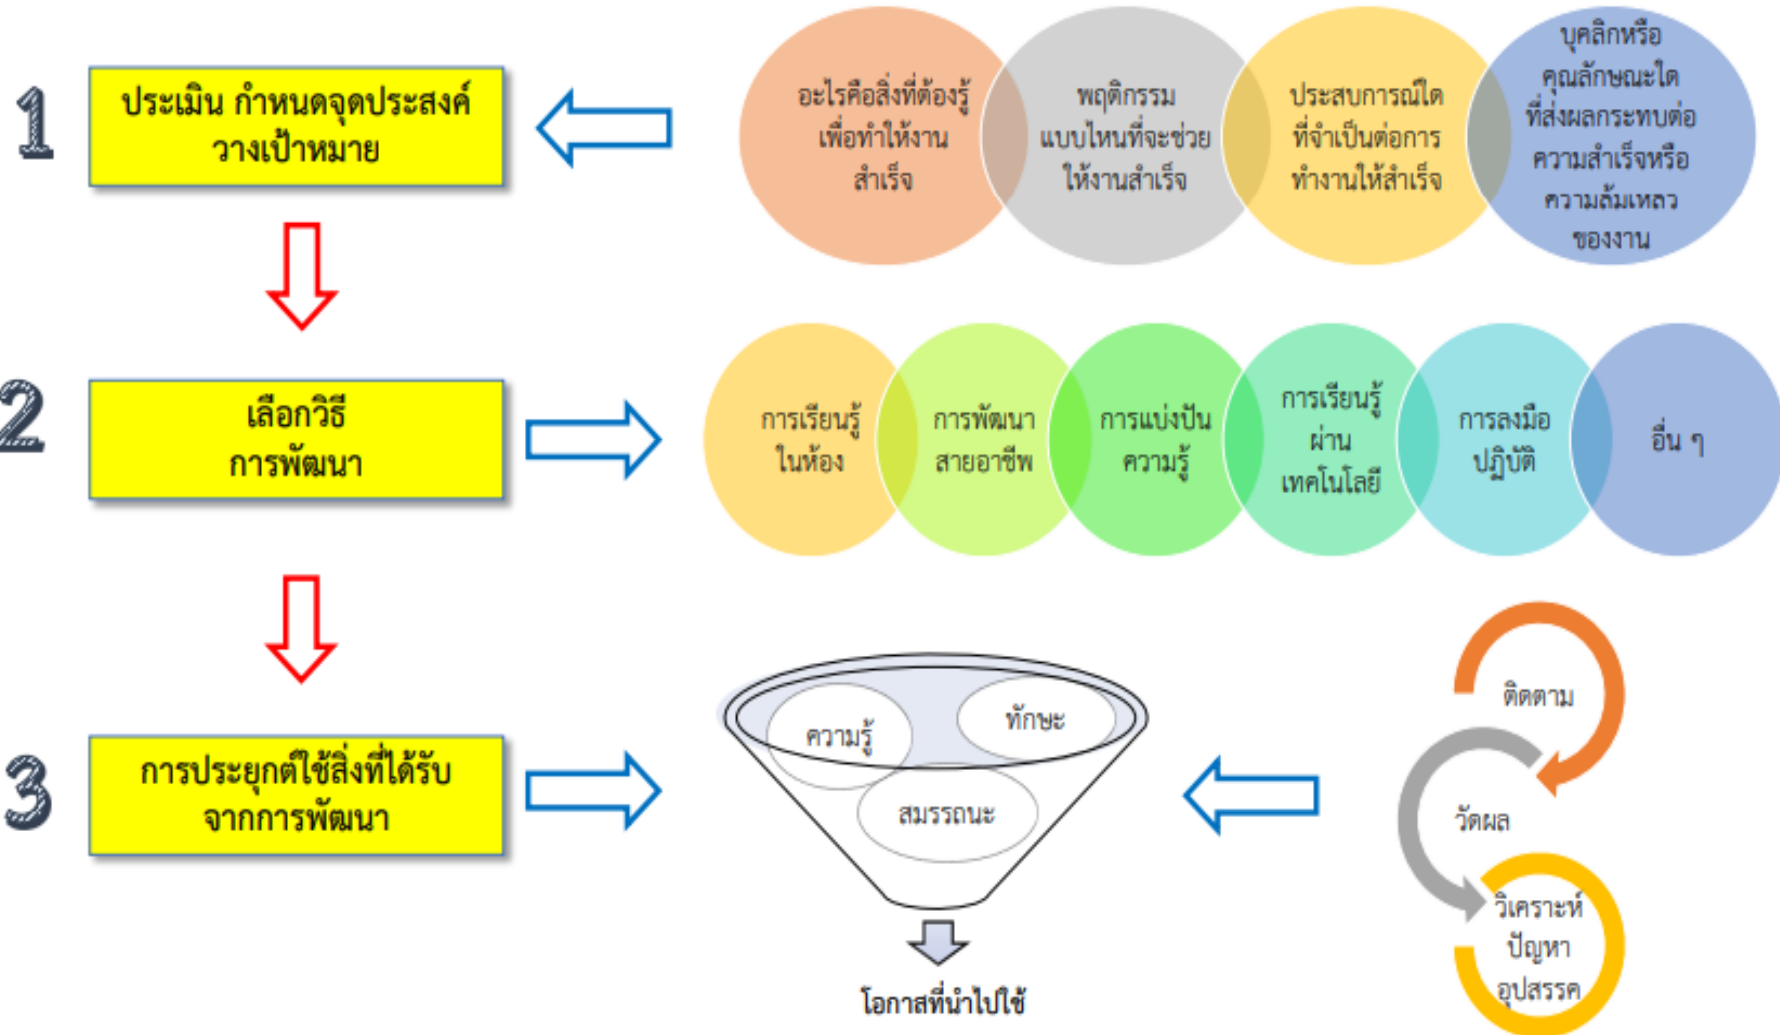 1
ประเมิน กำหนดจุดประสงค์
วางเป้าหมาย
อะไรคือสิ่งที่ต้องรู้
เพื่อทำให้งาน
สำเร็จ
พฤติกรรม
แบบไหนที่จะช่วย
ให้งานสำเร็จ
ประสบการณ์ใด
ที่จำเป็นต่อการ
ทำงานให้สำเร็จ
บุคลิกหรือ
คุณลักษณะใด
ที่ส่งผลกระทบต่อ
ความสำเร็จหรือ
ความล้มเหลว
ของงาน
2
เลือกวิธี
การพัฒนา
การเรียนรู้
ในห้อง
การพัฒนา
สายอาชีพ
การแบ่งปัน
ความรู้
การเรียนรู้
ผ่าน
เทคโนโลยี
การลงมือ
ปฏิบัติ
อื่น ๆ
3
การประยุกต์ใช้สิ่งที่ได้รับ
จากการพัฒนา
ความรู้
ทักษะ
สมรรถนะ
โอกาสที่นำไปใช้
ติดตาม
วัดผล
วิเคราะห์
ปัญหา
อุปสรรค